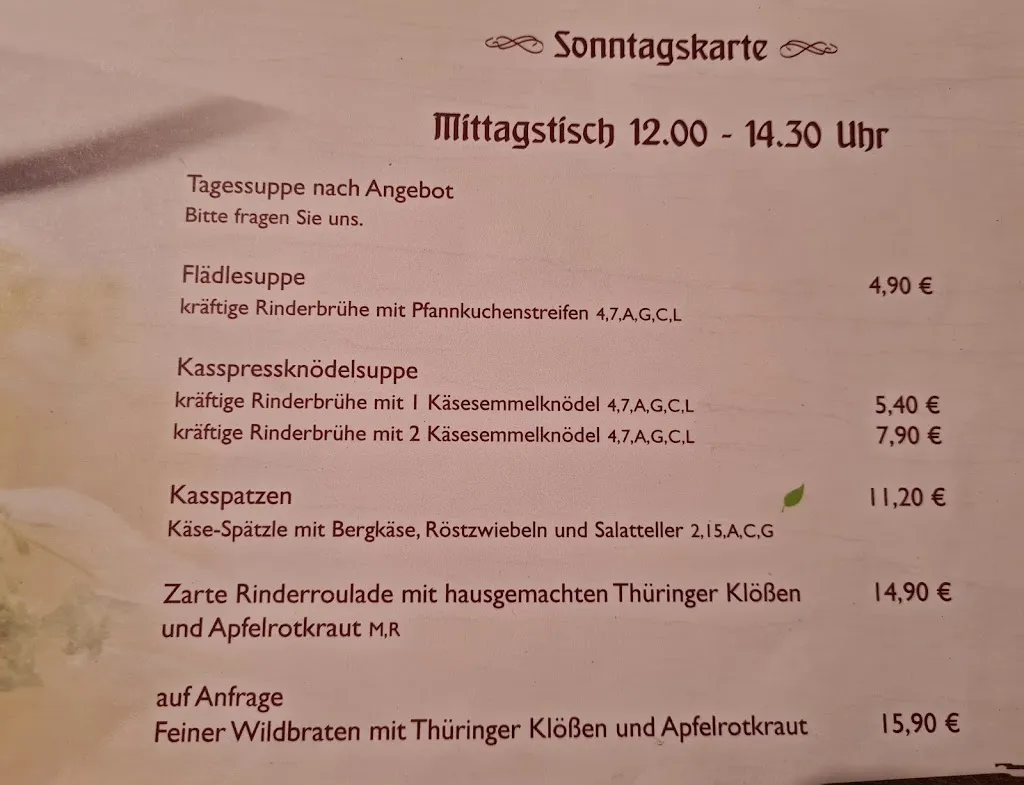 Sonntagskarte
Mittagstisch 12.00 - 14.30 Uhr
Tagessuppe nach Angebot
Bitte fragen Sie uns.
Flädlesuppe
4,90 €
kräftige Rinderbrühe mit Pfannkuchenstreifen 4,7,A,G,C,L
Kasspressknödelsuppe
kräftige Rinderbrühe mit 1 Käsesemmelknödel 4,7,A,G,C,L 5,40 €
kräftige Rinderbrühe mit 2 Käsesemmelknödel 4,7,A,G,C,L 7,90 €
Kasspatzen 11,20 €
Käse-Spätzle mit Bergkäse, Röstzwiebeln und Salatteller 2,15,A,C,G
Zarte Rinderroulade mit hausgemachten Thüringer Klößen 14,90 €
und Apfelrotkraut M,R
auf Anfrage
Feiner Wildbraten mit Thüringer Klößen und Apfelrotkraut 15,90 €